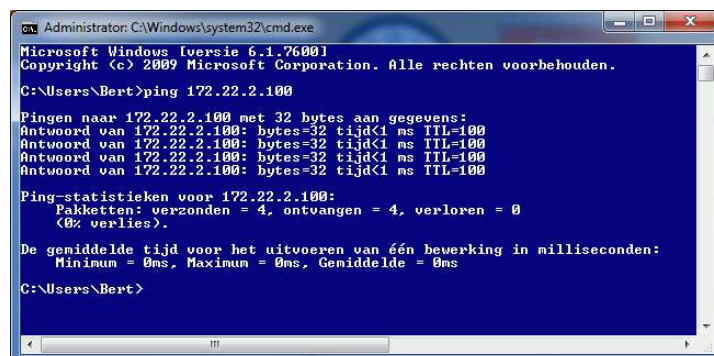 Administrator: C:\Windows\system32\cmd.exe
Microsoft Windows [versie 6.1.7600]
Copyright (c) 2009 Microsoft Corporation. Alle rechten voorbehouden.
C:\Users\Bert>ping 172.22.2.100
Pingen naar 172.22.2.100 met 32 bytes aan gegevens:
Antwoord van 172.22.2.100: bytes=32 tijd<1 ms TTL=100
Antwoord van 172.22.2.100: bytes=32 tijd<1 ms TTL=100
Antwoord van 172.22.2.100: bytes=32 tijd<1 ms TTL=100
Antwoord van 172.22.2.100: bytes=32 tijd<1 ms TTL=100
Ping-statistieken voor 172.22.2.100:
Pakketten: verzonden = 4, ontvangen = 4, verloren = 0
(0% verlies).
De gemiddelde tijd voor het uitvoeren van één bewerking in milliseconden:
Minimum = 0ms, Maximum = 0ms, Gemiddelde = 0ms
C:\Users\Bert>